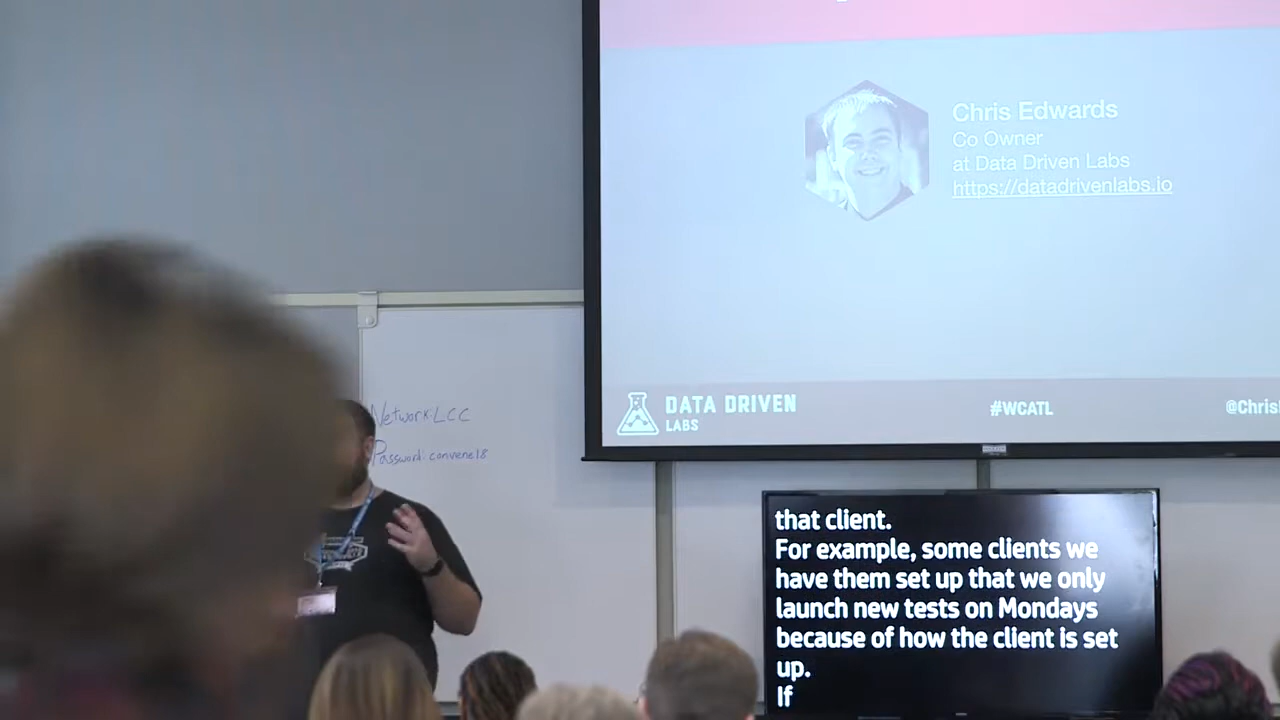 Chris Edwards
Co Owner
at Data Driven Labs
https://datadrivenlabs.io
DATA DRIVEN
LABS
#WCATL
@Chris
Network: LCC
Password: convene18
that client.
For example, some clients we
have them set up that we only
launch new tests on Mondays
because of how the client is set
up.
If